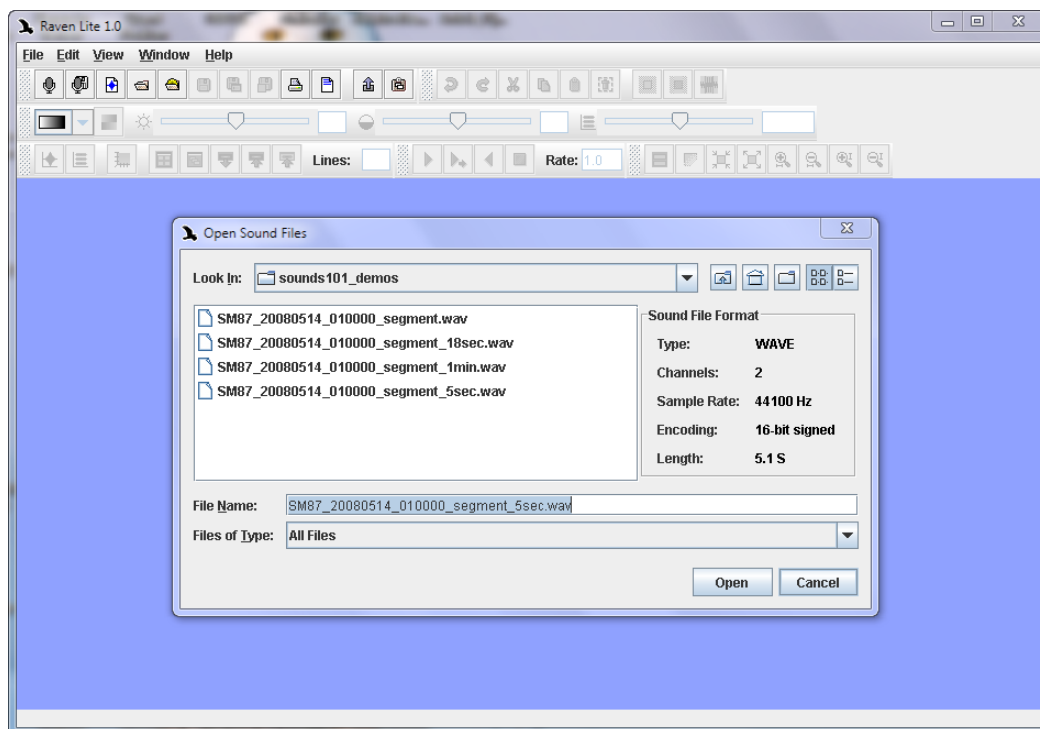 Raven Lite 1.0
File Edit View Window Help
Lines: Rate: 1.0
Open Sound Files
Look In: sounds101_demos
SM87_20080514_010000_segment.wav
SM87_20080514_010000_segment_18sec.wav
SM87_20080514_010000_segment_1min.wav
SM87_20080514_010000_segment_5sec.wav
Sound File Format
Type: WAVE
Channels: 2
Sample Rate: 44100 Hz
Encoding: 16-bit signed
Length: 5.1 S
File Name: SM87_20080514_010000_segment_5sec.wav
Files of Type: All Files
Open Cancel